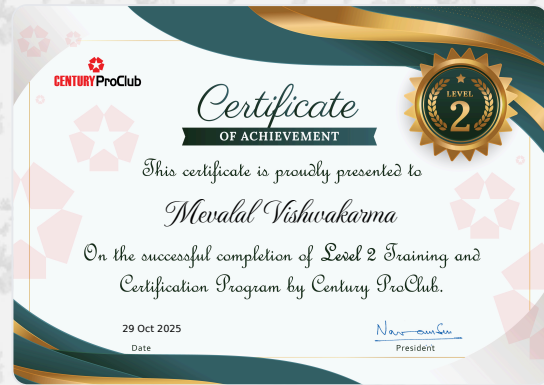 CENTURY ProClub
LEVEL
2
Certificate
OF ACHIEVEMENT
This certificate is proudly presented to
Mevalal Vishwakarma
On the successful completion of Level 2 Training and
Certification Program by Century ProClub.
29 Oct 2025
Date
President